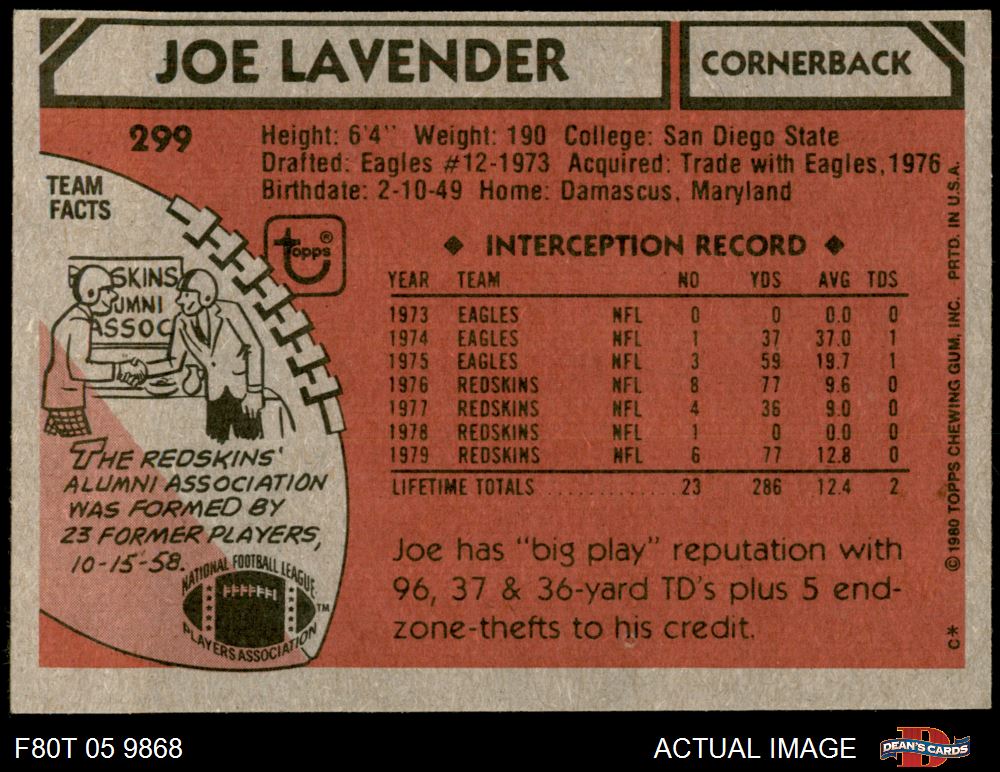 JOE LAVENDER
CORNERBACK
299
Height: 6'4" Weight: 190 College: San Diego State
Drafted: Eagles #12-1973 Acquired: Trade with Eagles, 1976
Birthdate: 2-10-49 Home: Damascus, Maryland
TEAM
FACTS
topps ®
SKINS
UMNI
ASSOC
THE REDSKINS'
ALUMNI ASSOCIATION
WAS FORMED BY
23 FORMER PLAYERS,
10-15-58.
NATIONAL FOOTBALL LEAGUE
PLAYERS ASSOCIATION
TM
◆ INTERCEPTION RECORD ◆
YEAR TEAM NO YDS AVG TDS
1973 EAGLES NFL 0 0 0.0 0
1974 EAGLES NFL 1 37 37.0 1
1975 EAGLES NFL 3 59 19.7 1
1976 REDSKINS NFL 8 77 9.6 0
1977 REDSKINS NFL 4 36 9.0 0
1978 REDSKINS NFL 1 0 0.0 0
1979 REDSKINS NFL 6 77 12.8 0
LIFETIME TOTALS ............ 23 286 12.4 2
Joe has "big play" reputation with
96, 37 & 36-yard TD's plus 5 end-
zone-thefts to his credit.
C* © 1980 TOPPS CHEWING GUM, INC. PRTD. IN U.S.A.
F80T 05 9868
ACTUAL IMAGE
D
DEAN'S CARDS